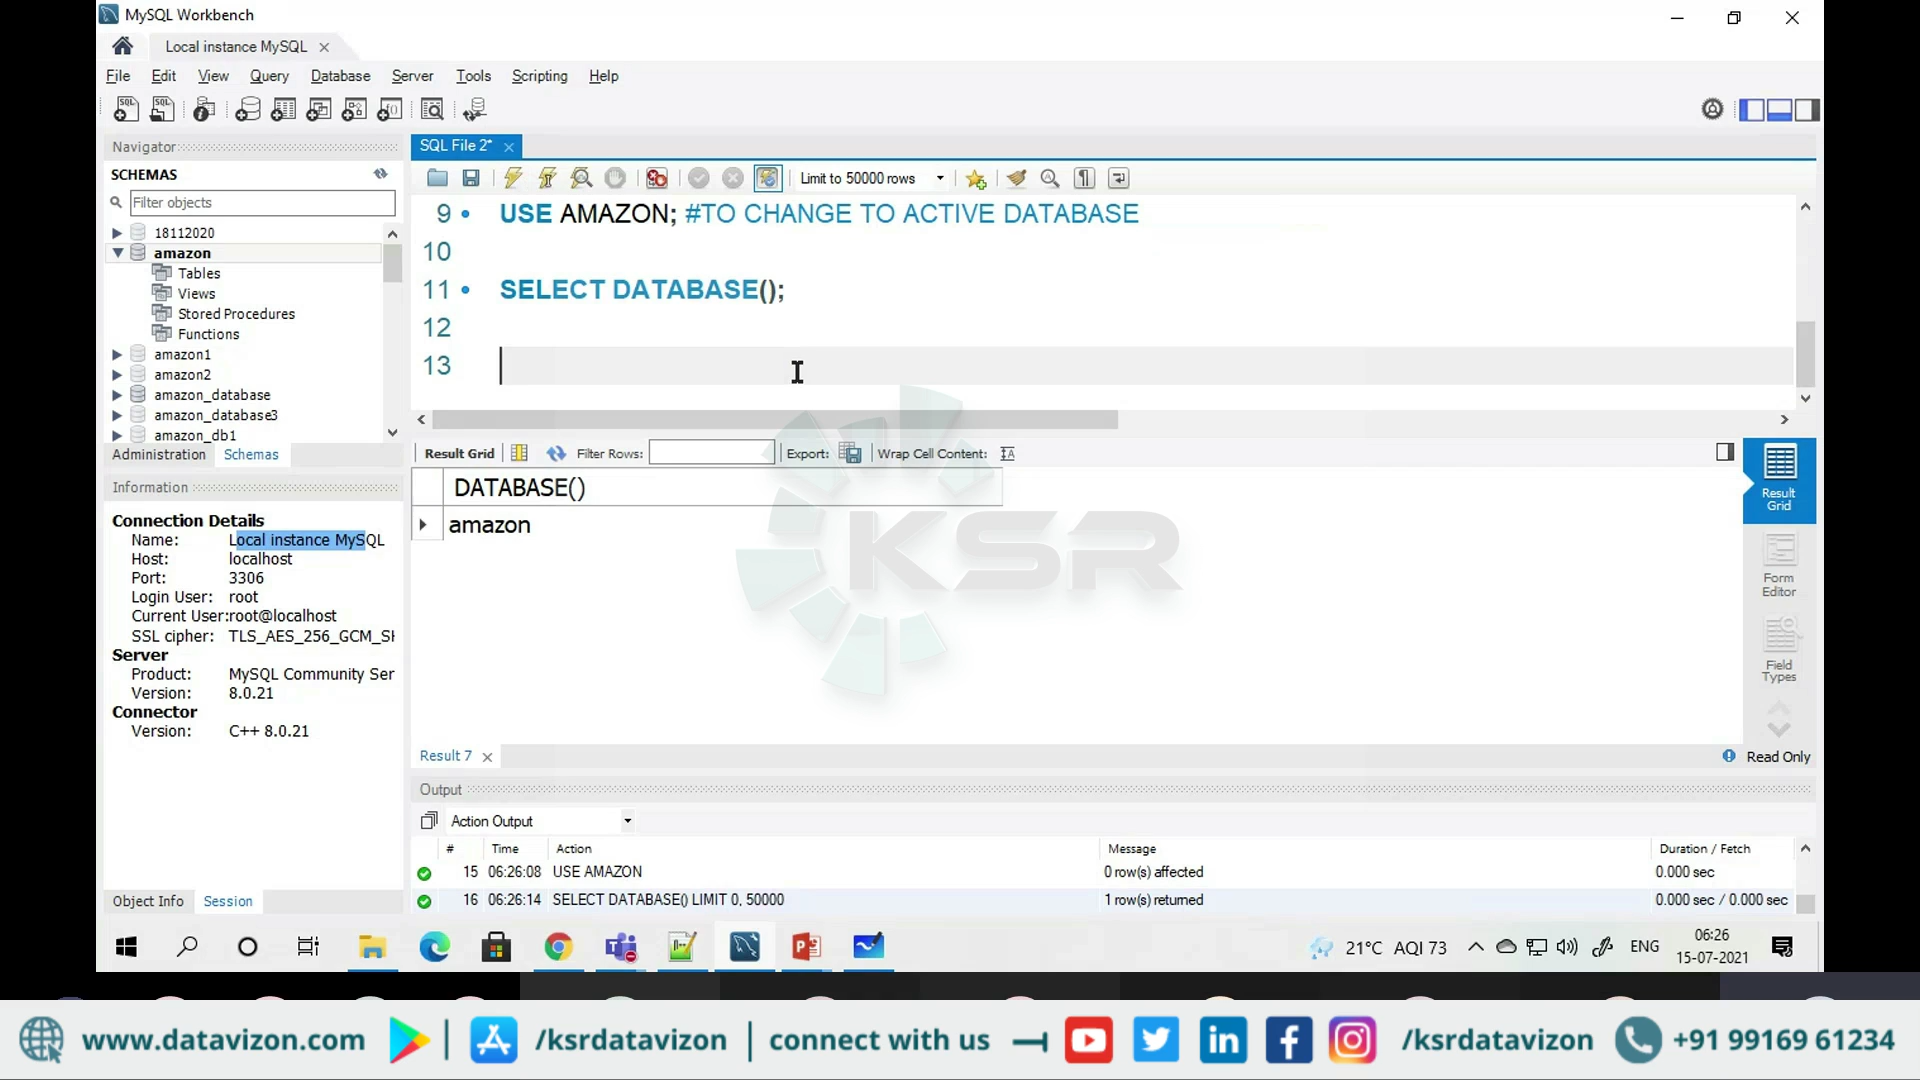 MySQL Workbench
Local instance MySQL
File Edit View Query Database Server Tools Scripting Help
Navigator
SCHEMAS
Filter objects
18112020
amazon
Tables
Views
Stored Procedures
Functions
amazon1
amazon2
amazon_database
amazon_database3
amazon_db1
Administration Schemas
Information
Connection Details
Name: Local instance MySQL
Host: localhost
Port: 3306
Login User: root
Current User: root@localhost
SSL cipher: TLS_AES_256_GCM_SH
Server
Product: MySQL Community Ser
Version: 8.0.21
Connector
Version: C++ 8.0.21
Object Info Session
SQL File 2*
Limit to 50000 rows
9 USE AMAZON; #TO CHANGE TO ACTIVE DATABASE
10
11 SELECT DATABASE();
12
13
Result Grid Filter Rows: Export: Wrap Cell Content:
DATABASE()
amazon
KSR
Result Grid
Form Editor
Field Types
Result 7
Read Only
Output
Action Output
# Time Action Message Duration / Fetch
15 06:26:08 USE AMAZON 0 row(s) affected 0.000 sec
16 06:26:14 SELECT DATABASE() LIMIT 0, 50000 1 row(s) returned 0.000 sec / 0.000 sec
21°C AQI 73 ENG 06:26
15-07-2021
www.datavizon.com /ksrdatavizon connect with us /ksrdatavizon +91 99169 61234